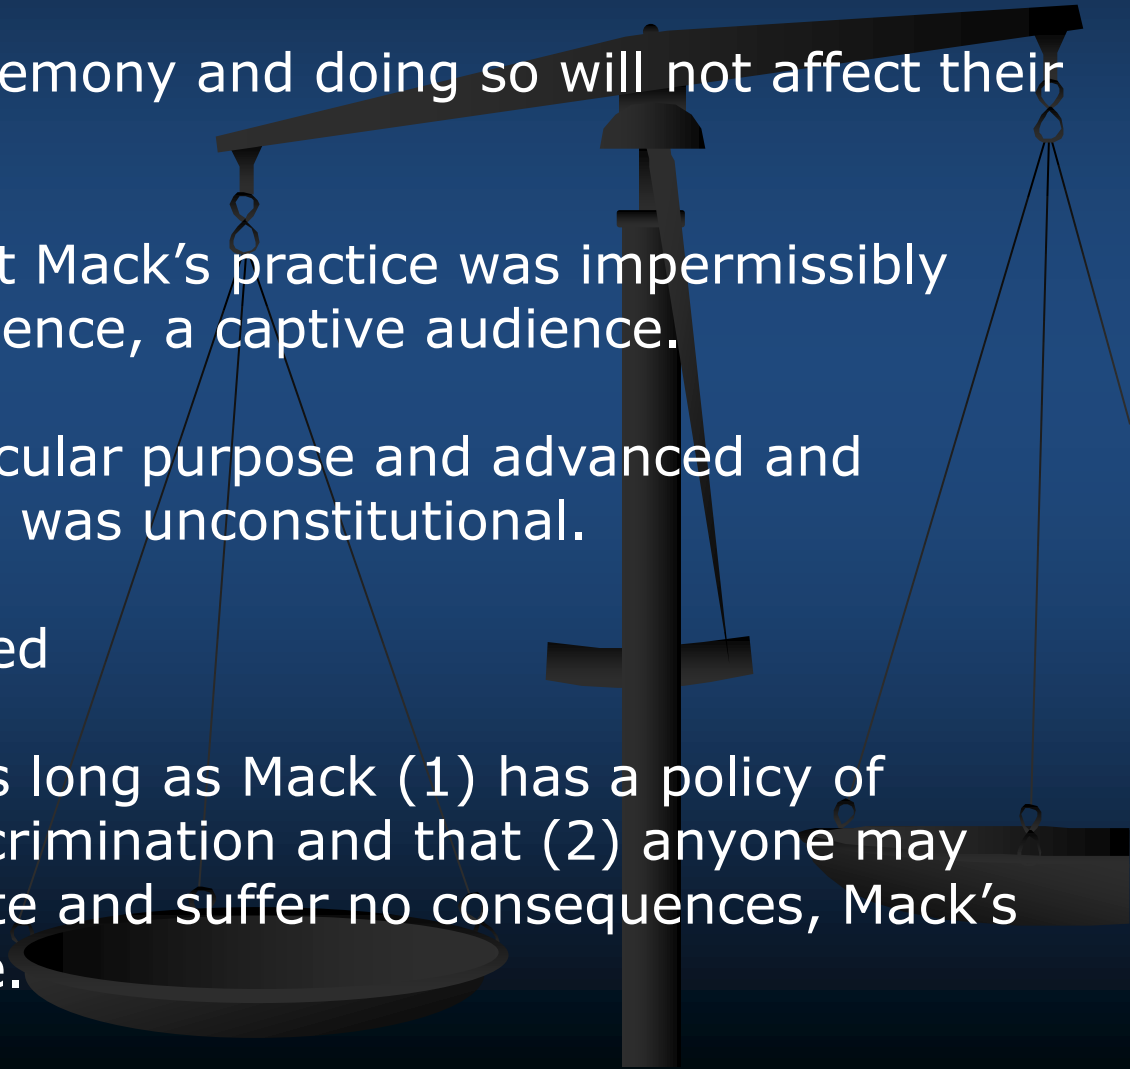 emony and doing so will not affect their
t Mack’s practice was impermissibly
ence, a captive audience.
cular purpose and advanced and
was unconstitutional.
ed
s long as Mack (1) has a policy of
crimination and that (2) anyone may
te and suffer no consequences, Mack’s
e.